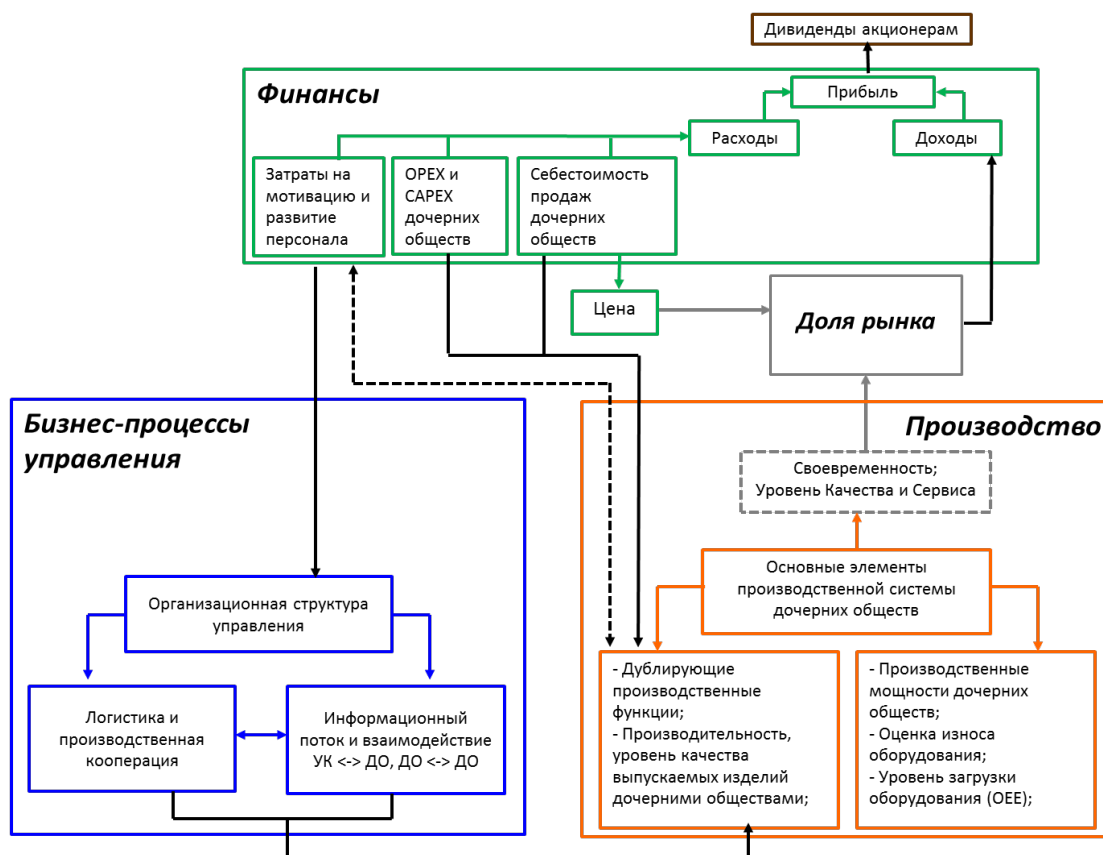 Дивиденды акционерам
Финансы
Прибыль
Расходы
Доходы
Затраты на
мотивацию и
развитие
персонала
OPEX и
CAPEX
дочерних
обществ
Себестоимость
продаж
дочерних
обществ
Цена
Доля рынка
Бизнес-процессы
управления
Организационная структура
управления
Логистика и
производственная
кооперация
Информационный
поток и взаимодействие
УК <-> ДО, ДО <-> ДО
Производство
Своевременность;
Уровень Качества и Сервиса
Основные элементы
производственной системы
дочерних обществ
- Дублирующие
производственные
функции;
- Производительность,
уровень качества
выпускаемых изделий
дочерними обществами;
- Производственные
мощности дочерних
обществ;
- Оценка износа
оборудования;
- Уровень загрузки
оборудования (OEE);